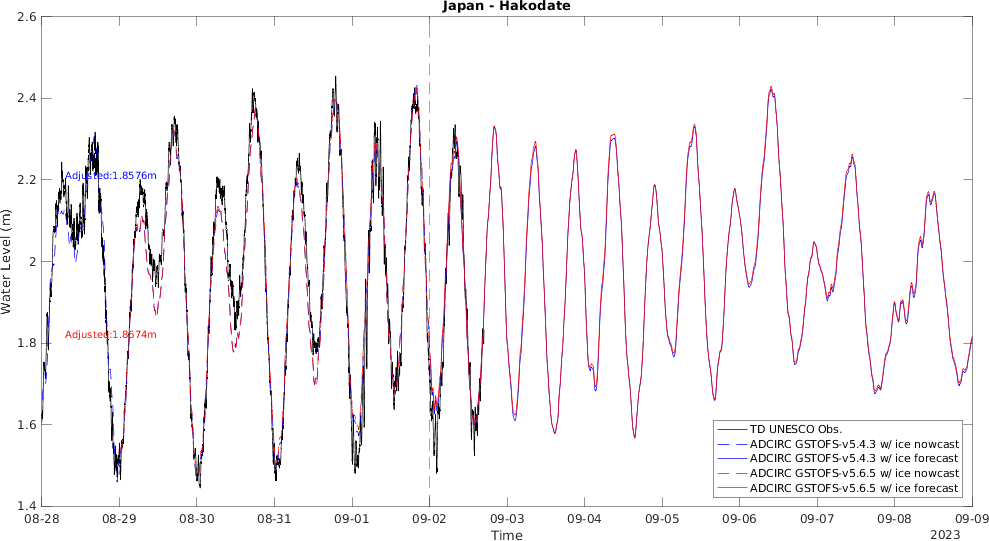 Japan - Hakodate
2.6
2.4
2.2
2
1.8
1.6
1.4
Water Level (m)
Adjusted:1.8576m
Adjusted:1.8674m
TD UNESCO Obs.
ADCIRC GSTOFS-v5.4.3 w/ ice nowcast
ADCIRC GSTOFS-v5.4.3 w/ ice forecast
ADCIRC GSTOFS-v5.6.5 w/ ice nowcast
ADCIRC GSTOFS-v5.6.5 w/ ice forecast
08-28 08-29 08-30 08-31 09-01 09-02 09-03 09-04 09-05 09-06 09-07 09-08 09-09
Time
2023